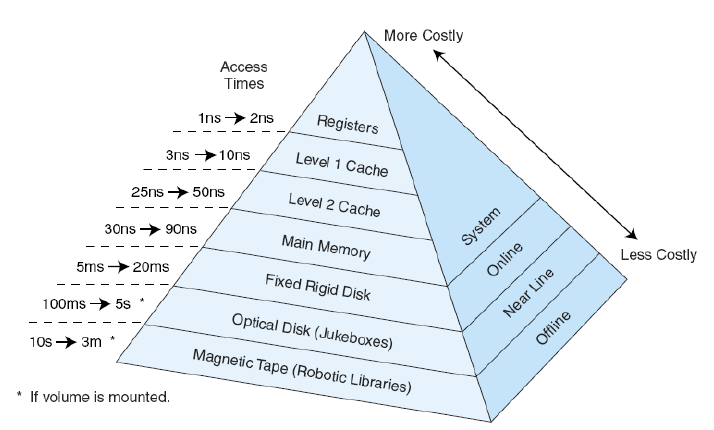 More Costly
Access
Times
1ns → 2ns
Registers
3ns → 10ns
Level 1 Cache
25ns → 50ns
Level 2 Cache
30ns → 90ns
Main Memory
System
5ms → 20ms
Fixed Rigid Disk
Online
Less Costly
100ms → 5s *
Optical Disk (Jukeboxes)
Near Line
10s → 3m *
Magnetic Tape (Robotic Libraries)
Offline
* If volume is mounted.